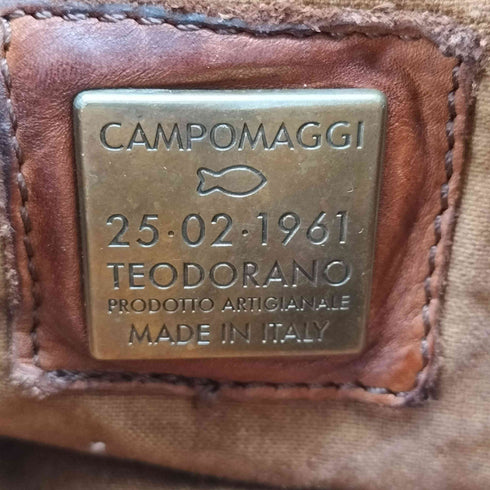 CAMPOMAGGI
25·02·1961
TEODORANO
PRODOTTO ARTIGIANALE
MADE IN ITALY